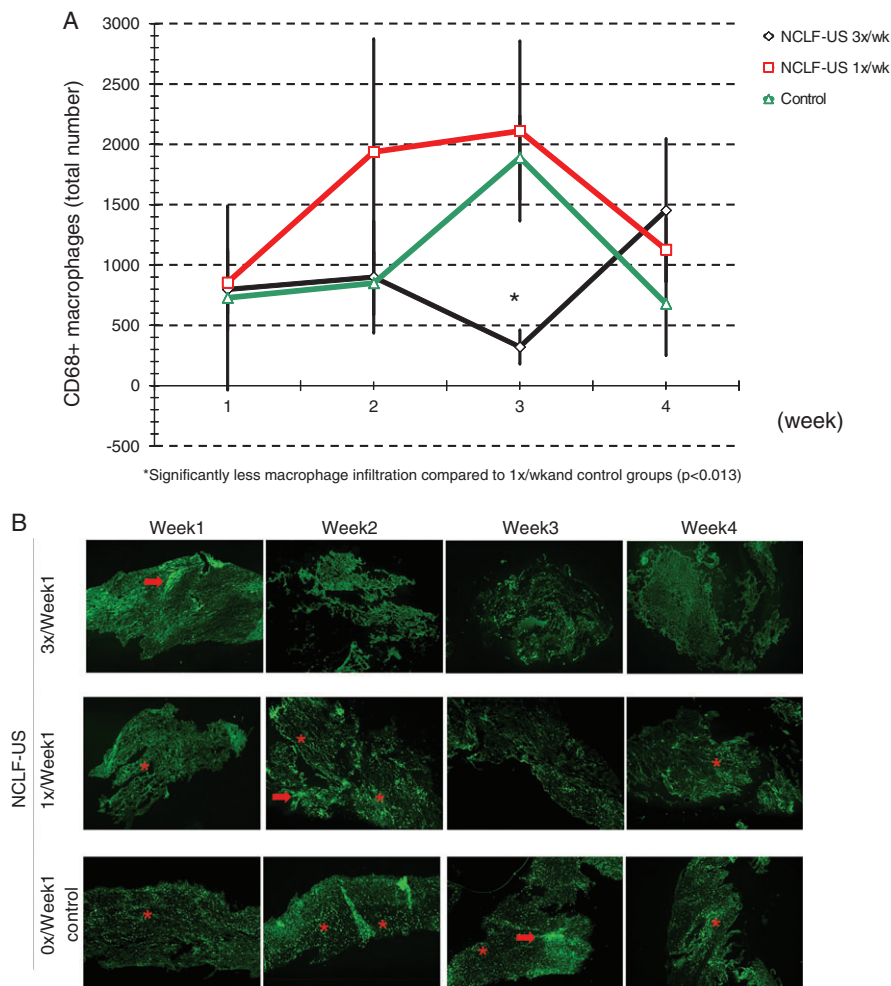 A
3000
2500
2000
1500
1000
500
0
-500
CD68+ macrophages (total number)
1 2 3 4
(week)
*
NCLF-US 3x/wk
NCLF-US 1x/wk
Control
*Significantly less macrophage infiltration compared to 1x/wkand control groups (p<0.013)
B
Week1 Week2 Week3 Week4
NCLF-US
3x/Week1
1x/Week1
* * * *
0x/Week1
control
* * * * *